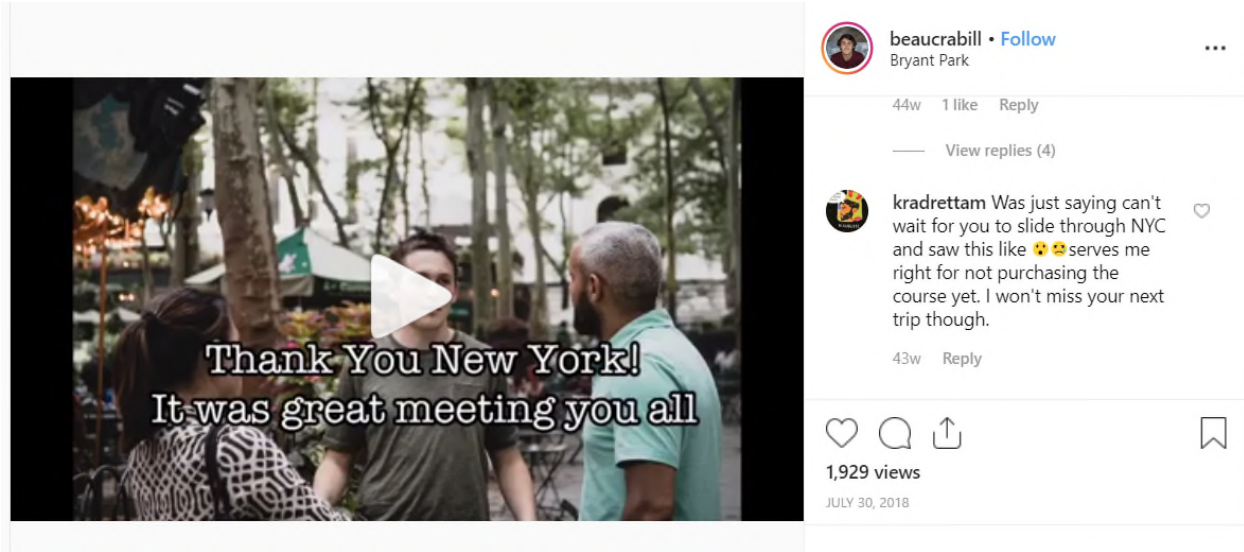 beaucrabill • Follow
Bryant Park
44w 1 like Reply
View replies (4)
kradrettam Was just saying can't
wait for you to slide through NYC
and saw this like 😲😠serves me
right for not purchasing the
course yet. I won't miss your next
trip though.
43w Reply
1,929 views
JULY 30, 2018
Thank You New York!
It was great meeting you all